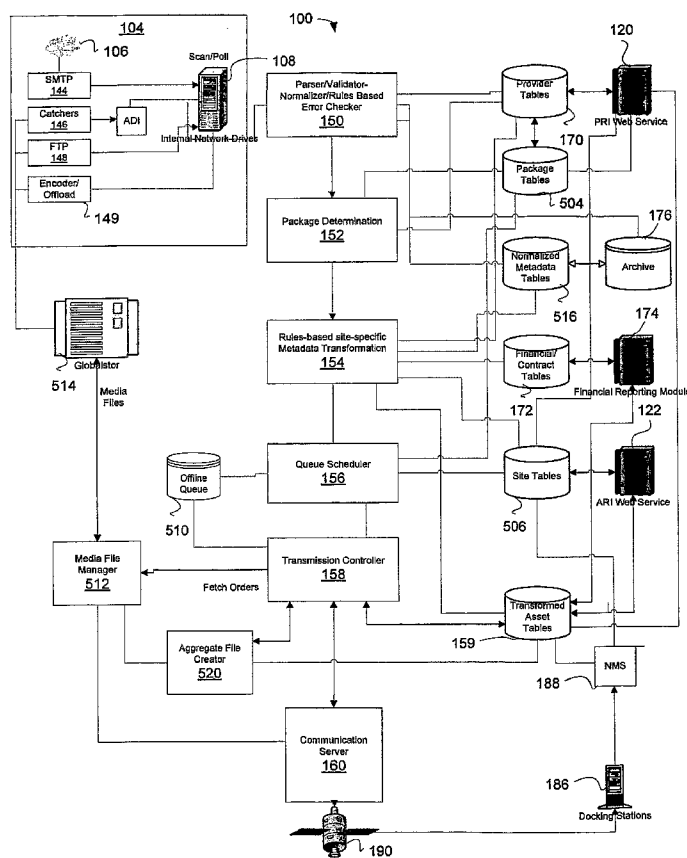 100
104
106
SMTP
144
Catchers
146
ADI
FTP
148
Encoder/
Offload
149
Scan/Poll
108
Internal Network Drives
Parser/Validator-
Normalizer/Rules Based
Error Checker
150
Provider
Tables
170
120
PRI Web Service
Package
Tables
504
Package Determination
152
Normalized
Metadata
Tables
516
176
Archive
514
Globalstor
Media
Files
Rules-based site-specific
Metadata Transformation
154
Financial/
Contract Tables
172
174
Financial Reporting Module
Offline
Queue
510
Queue Scheduler
156
Site Tables
506
122
ARI Web Service
Media File
Manager
512
Fetch Orders
Transmission Controller
158
Transformed
Asset
Tables
159
Aggregate File
Creator
520
NMS
188
Communication
Server
160
186
Docking Stations
190